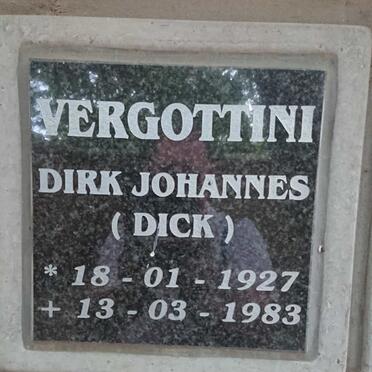 VERGOTTINI
DIRK JOHANNES
( DICK )
* 18 - 01 - 1927
+ 13 - 03 - 1983